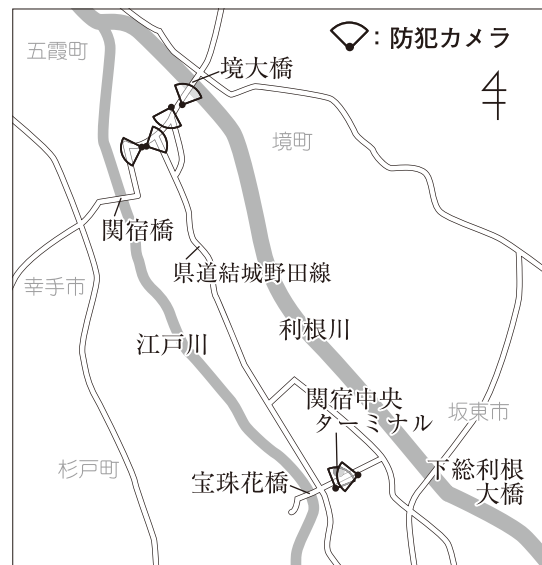 ：防犯カメラ
五霞町
境大橋
境町
関宿橋
県道結城野田線
幸手市
利根川
江戸川
関宿中央
ターミナル
坂東市
杉戸町
宝珠花橋
下総利根
大橋